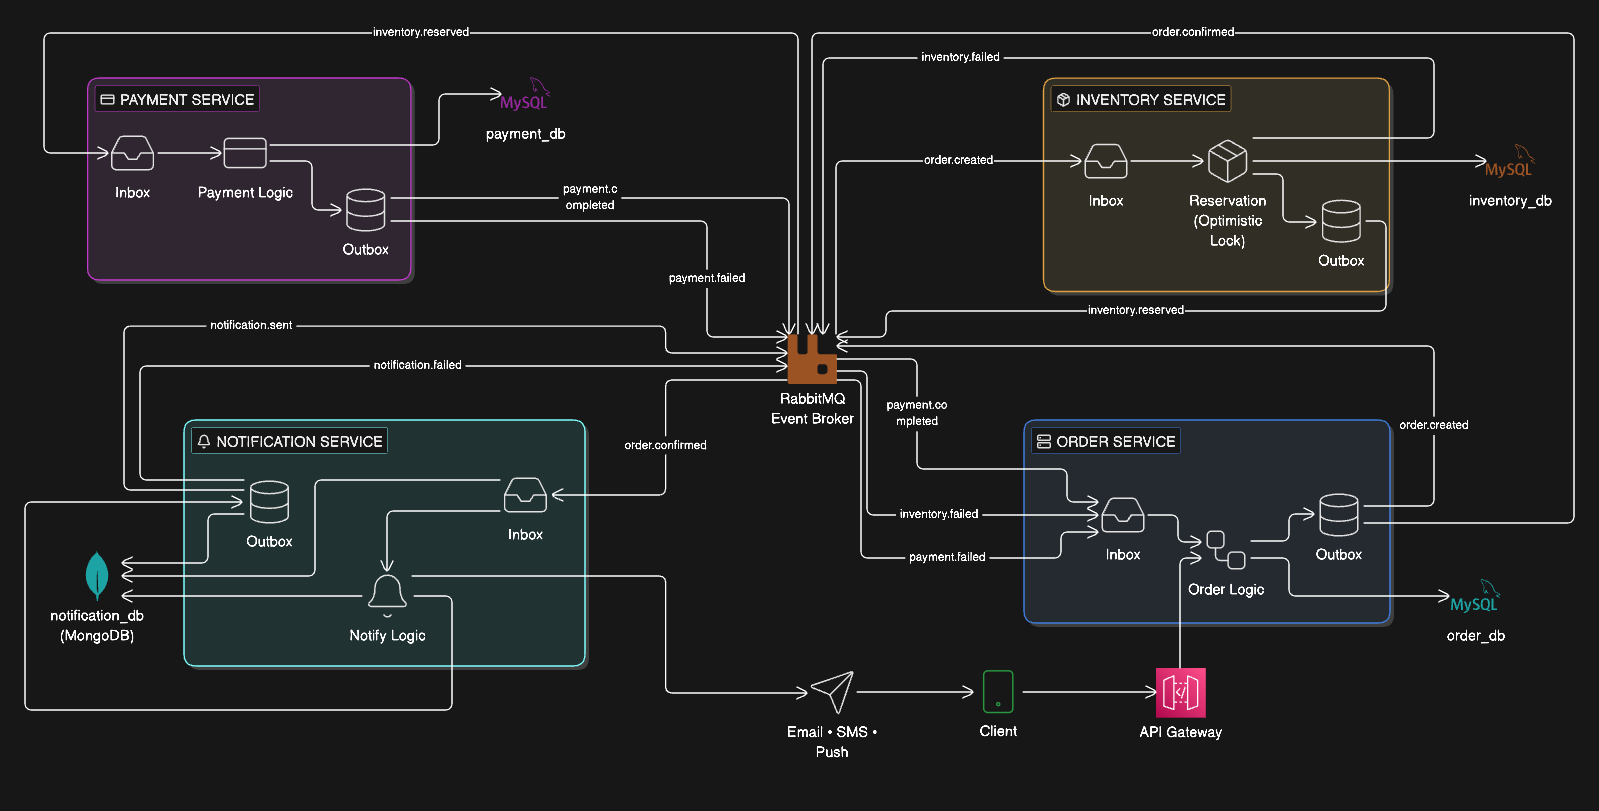 inventory.reserved
order.confirmed
inventory.failed
PAYMENT SERVICE
MySQL
payment_db
Inbox
Payment Logic
payment.c
ompleted
Outbox
payment.failed
INVENTORY SERVICE
order.created
MySQL
inventory_db
Inbox
Reservation
(Optimistic
Lock)
Outbox
inventory.reserved
notification.sent
notification.failed
RabbitMQ
Event Broker
payment.co
mpleted
order.created
NOTIFICATION SERVICE
order.confirmed
Inbox
Outbox
notification_db
(MongoDB)
Notify Logic
ORDER SERVICE
inventory.failed
payment.failed
Inbox
Order Logic
Outbox
MySQL
order_db
Email • SMS •
Push
Client
</>
API Gateway